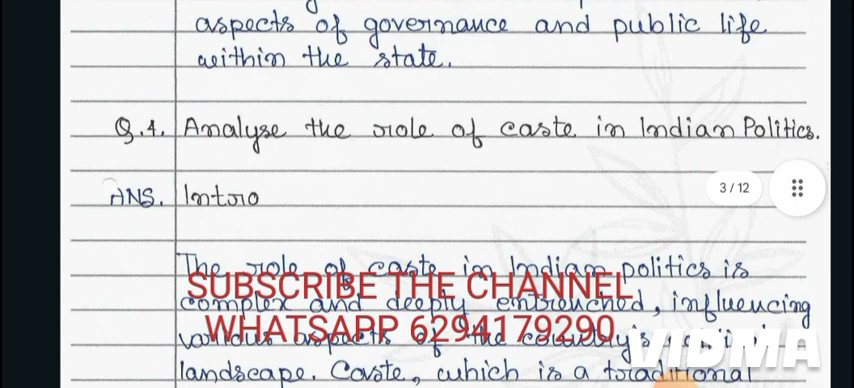 aspects of governance and public life
within the state.
Q.4. Analyse the role of caste in Indian Politics.
ANS. Intro
3/12
The role of caste in Indian politics is
SUBSCRIBE THE CHANNEL
complex and deeply entrenched, influencing
WHATSAPP 6294179290
various aspects of the country's
VIDMA
landscape. Caste, which is a traditional